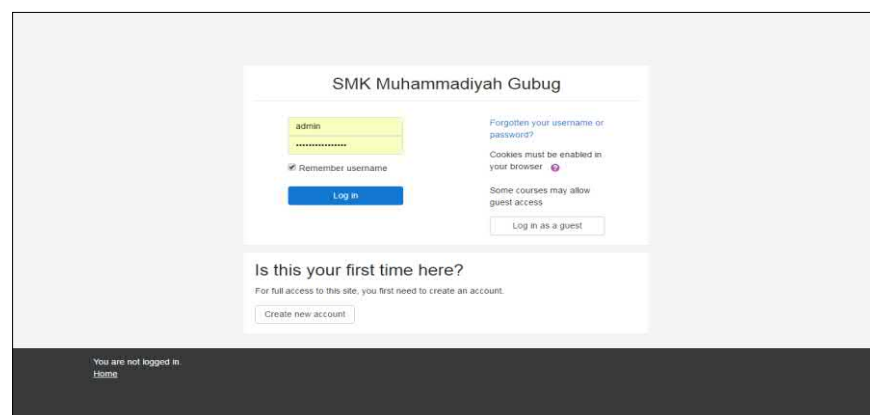 SMK Muhammadiyah Gubug
admin
••••••••••••••••
Remember username
Log in
Forgotten your username or
password?
Cookies must be enabled in
your browser
Some courses may allow
guest access
Log in as a guest
Is this your first time here?
For full access to this site, you first need to create an account.
Create new account
You are not logged in.
Home